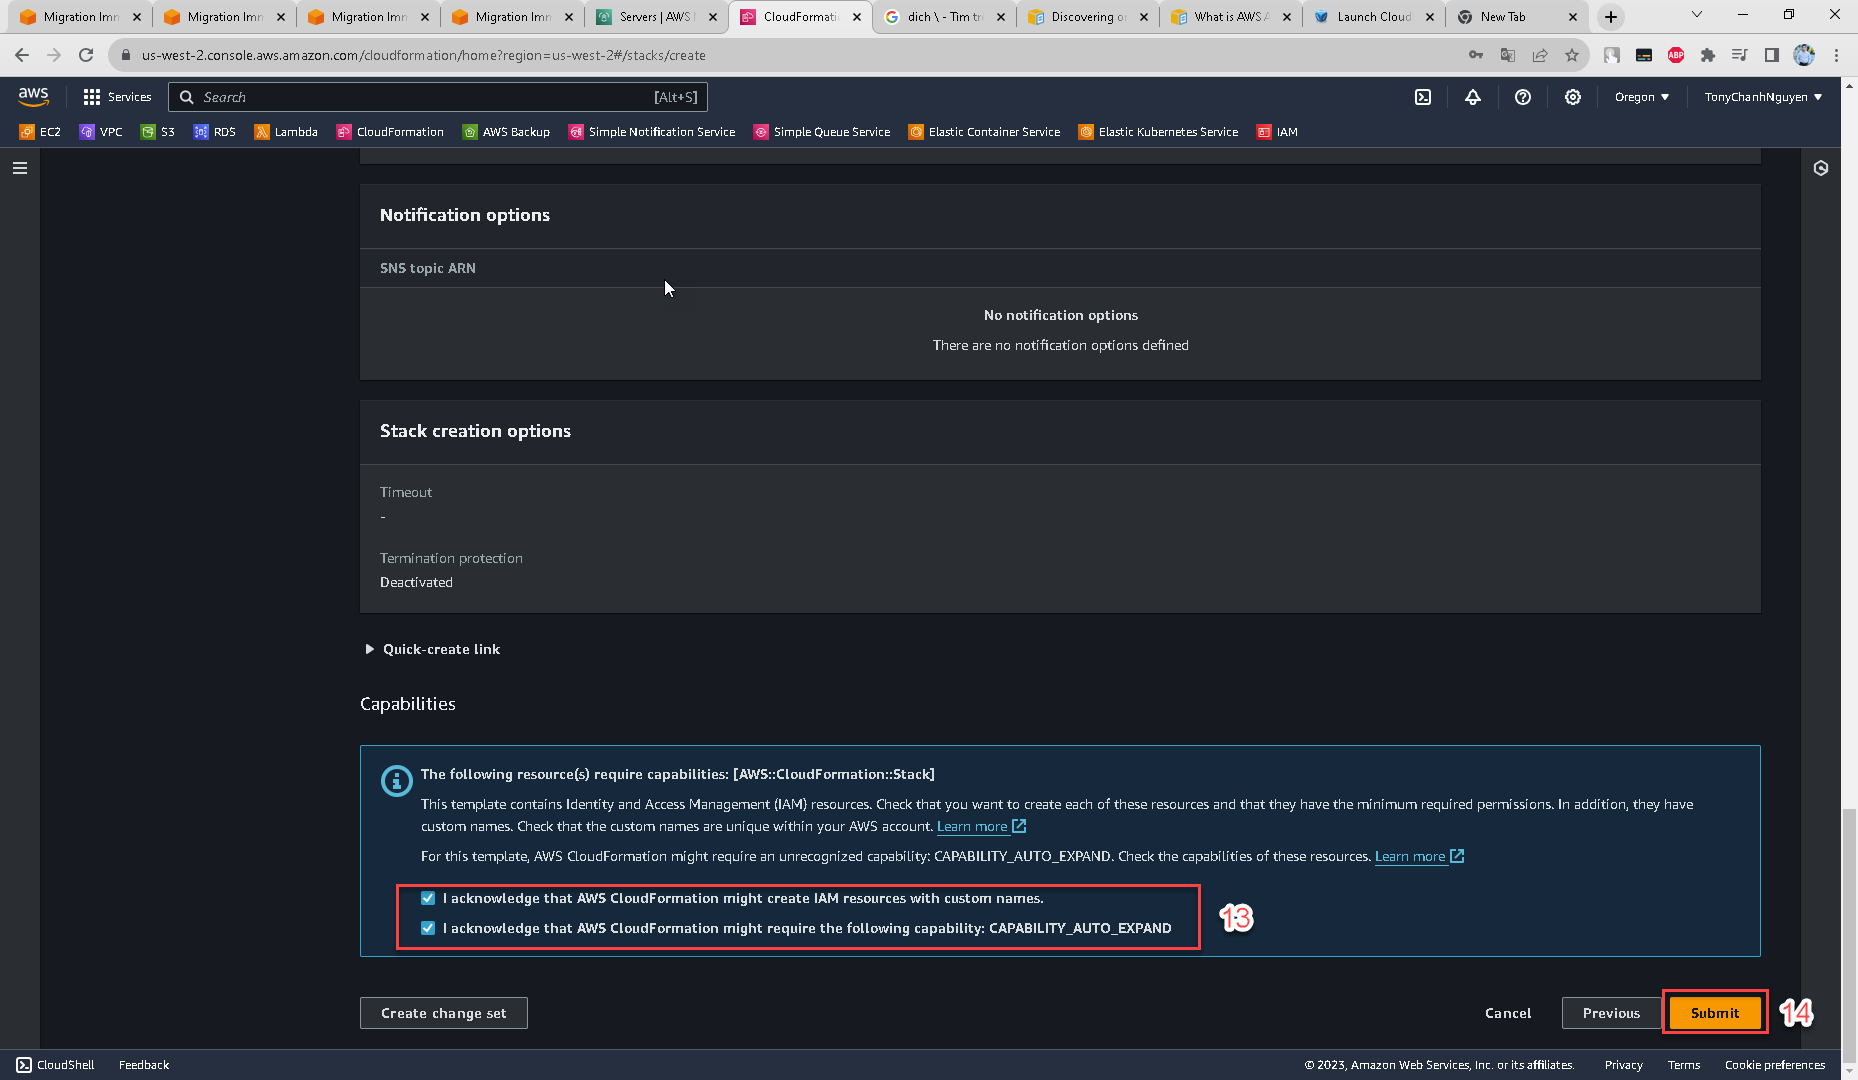 Migration Imm
Migration Imm
Migration Imm
Migration Imm
Servers | AWS
CloudFormati
dich \ - Tìm
Discovering o
What is AWS
Launch Cloud
New Tab
us-west-2.console.aws.amazon.com/cloudformation/home?region=us-west-2#/stacks/create
ABP
aws
Services
Search
[Alt+S]
Oregon
TonyChanhNguyen
EC2
VPC
S3
RDS
Lambda
CloudFormation
AWS Backup
Simple Notification Service
Simple Queue Service
Elastic Container Service
Elastic Kubernetes Service
IAM
Notification options
SNS topic ARN
No notification options
There are no notification options defined
Stack creation options
Timeout
-
Termination protection
Deactivated
Quick-create link
Capabilities
The following resource(s) require capabilities: [AWS::CloudFormation::Stack]
This template contains Identity and Access Management (IAM) resources. Check that you want to create each of these resources and that they have the minimum required permissions. In addition, they have
custom names. Check that the custom names are unique within your AWS account. Learn more
For this template, AWS CloudFormation might require an unrecognized capability: CAPABILITY_AUTO_EXPAND. Check the capabilities of these resources. Learn more
I acknowledge that AWS CloudFormation might create IAM resources with custom names.
I acknowledge that AWS CloudFormation might require the following capability: CAPABILITY_AUTO_EXPAND
13
Create change set
Cancel
Previous
Submit
14
CloudShell
Feedback
© 2023, Amazon Web Services, Inc. or its affiliates.
Privacy
Terms
Cookie preferences